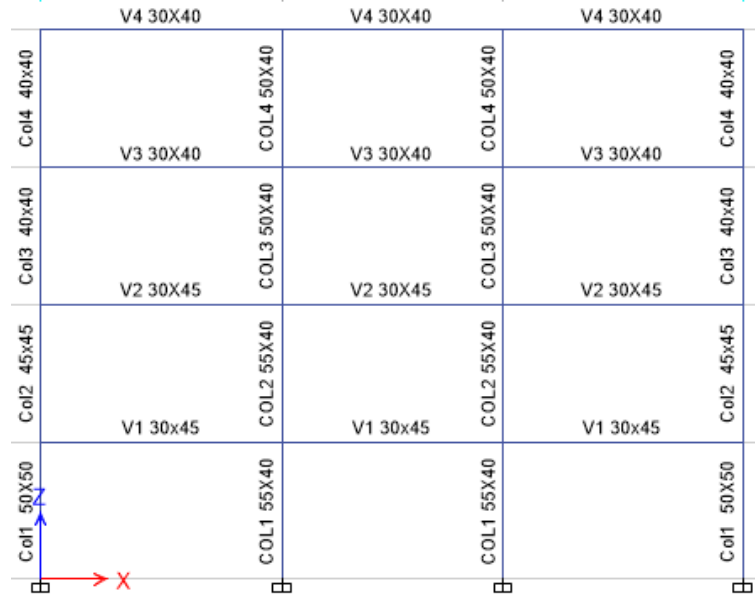 V4 30X40 V4 30X40 V4 30X40
Col4 40x40 COL4 50X40 COL4 50X40 Col4 40x40
V3 30X40 V3 30X40 V3 30X40
Col3 40x40 COL3 50X40 COL3 50X40 Col3 40x40
V2 30X45 V2 30X45 V2 30X45
Col2 45x45 COL2 55X40 COL2 55X40 Col2 45x45
V1 30x45 V1 30x45 V1 30x45
Col1 50X50 COL1 55X40 COL1 55X40 Col1 50X50
Z
X